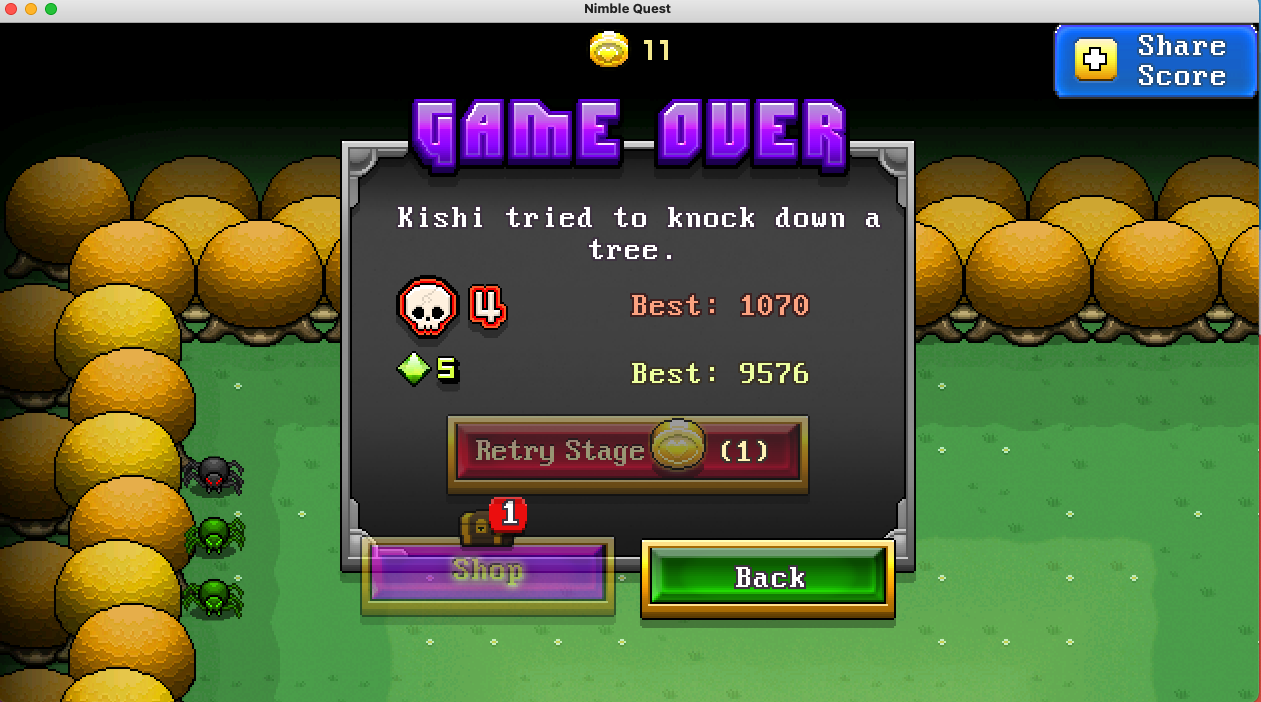 Nimble Quest
11
Share
Score
GAME OVER
Kishi tried to knock down a
tree.
4
Best: 1070
5
Best: 9576
Retry Stage (1)
1
Shop
Back